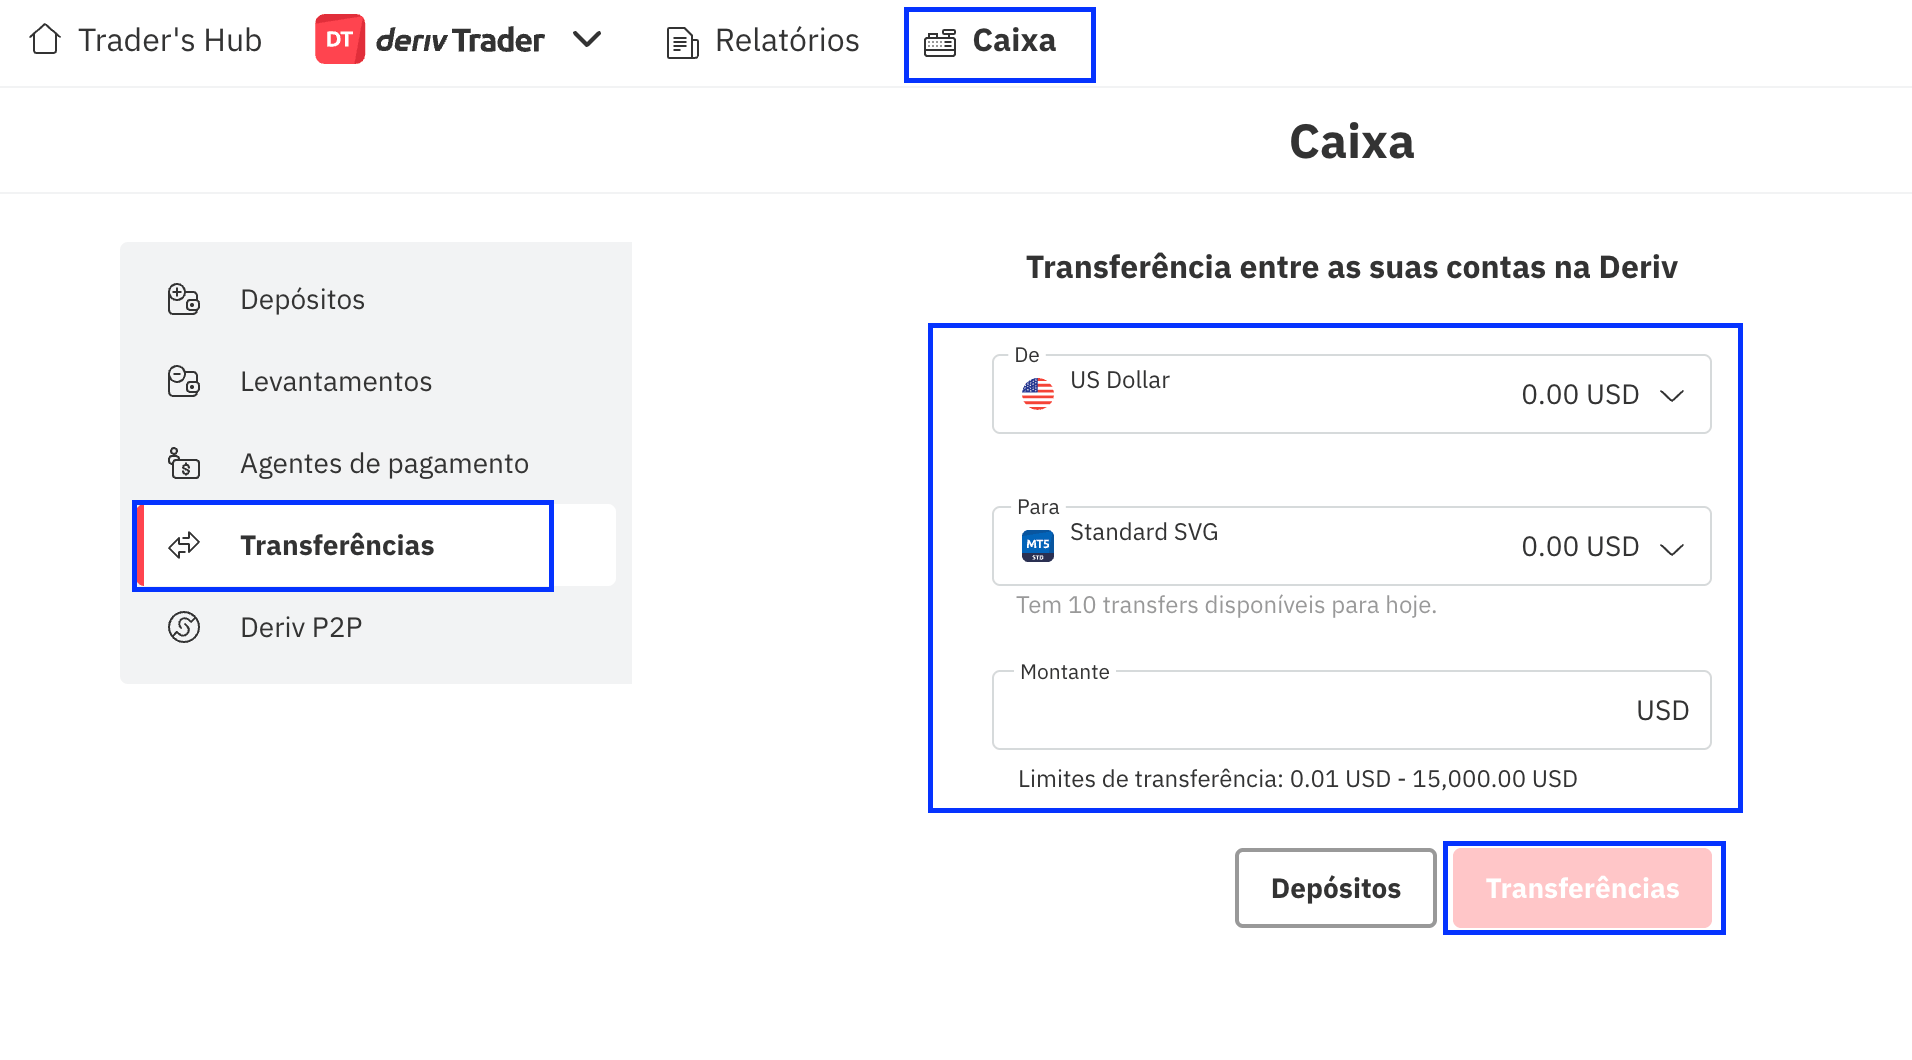 Trader's Hub
DT deriv Trader
Relatórios
Caixa
Caixa
Depósitos
Levantamentos
Agentes de pagamento
Transferências
Deriv P2P
Transferência entre as suas contas na Deriv
De
US Dollar
0.00 USD
Para
MT5
STD
Standard SVG
0.00 USD
Tem 10 transfers disponíveis para hoje.
Montante
USD
Limites de transferência: 0.01 USD - 15,000.00 USD
Depósitos
Transferências